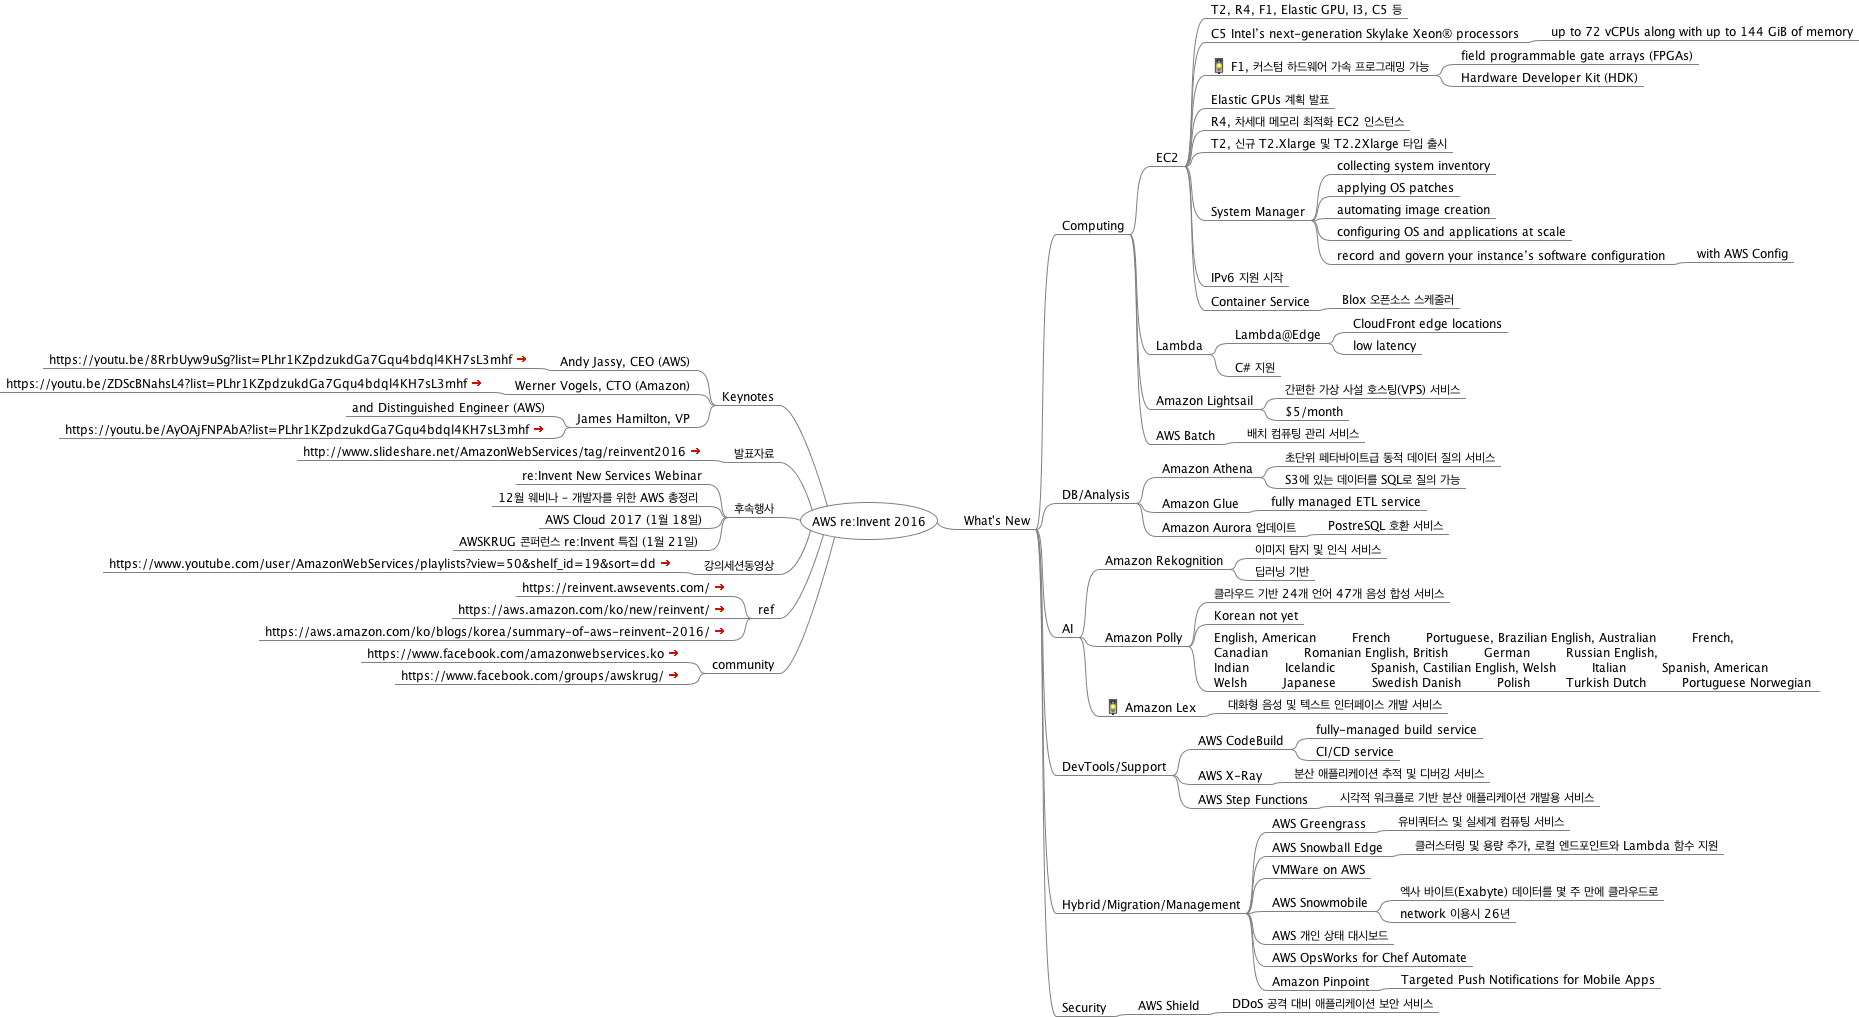 AWS re:Invent 2016
What's New
Computing
EC2
T2, R4, F1, Elastic GPU, I3, C5 등
C5 Intel's next-generation Skylake Xeon® processors
up to 72 vCPUs along with up to 144 GiB of memory
F1, 커스텀 하드웨어 가속 프로그래밍 가능
field programmable gate arrays (FPGAs)
Hardware Developer Kit (HDK)
Elastic GPUs 계획 발표
R4, 차세대 메모리 최적화 EC2 인스턴스
T2, 신규 T2.Xlarge 및 T2.2Xlarge 타입 출시
System Manager
collecting system inventory
applying OS patches
automating image creation
configuring OS and applications at scale
record and govern your instance's software configuration
with AWS Config
IPv6 지원 시작
Container Service
Blox 오픈소스 스케줄러
Lambda
Lambda@Edge
CloudFront edge locations
low latency
C# 지원
Amazon Lightsail
간편한 가상 사설 호스팅(VPS) 서비스
$5/month
AWS Batch
배치 컴퓨팅 관리 서비스
DB/Analysis
Amazon Athena
초단위 페타바이트급 동적 데이터 질의 서비스
S3에 있는 데이터를 SQL로 질의 가능
Amazon Glue
fully managed ETL service
Amazon Aurora 업데이트
PostreSQL 호환 서비스
AI
Amazon Rekognition
이미지 탐지 및 인식 서비스
딥러닝 기반
Amazon Polly
클라우드 기반 24개 언어 47개 음성 합성 서비스
Korean not yet
English, American French Portuguese, Brazilian English, Australian French,
Canadian Romanian English, British German Russian English,
Indian Icelandic Spanish, Castilian English, Welsh Italian Spanish, American
Welsh Japanese Swedish Danish Polish Turkish Dutch Portuguese Norwegian
Amazon Lex
대화형 음성 및 텍스트 인터페이스 개발 서비스
DevTools/Support
AWS CodeBuild
fully-managed build service
CI/CD service
AWS X-Ray
분산 애플리케이션 추적 및 디버깅 서비스
AWS Step Functions
시각적 워크플로 기반 분산 애플리케이션 개발용 서비스
Hybrid/Migration/Management
AWS Greengrass
유비쿼터스 및 실세계 컴퓨팅 서비스
AWS Snowball Edge
클러스터링 및 용량 추가, 로컬 엔드포인트와 Lambda 함수 지원
VMWare on AWS
AWS Snowmobile
엑사 바이트(Exabyte) 데이터를 몇 주 만에 클라우드로
network 이용시 26년
AWS 개인 상태 대시보드
AWS OpsWorks for Chef Automate
Amazon Pinpoint
Targeted Push Notifications for Mobile Apps
Security
AWS Shield
DDoS 공격 대비 애플리케이션 보안 서비스
Keynotes
Andy Jassy, CEO (AWS)
https://youtu.be/8RrbUyw9uSg?list=PLhr1KZpdzukdGa7Gqu4bdql4KH7sL3mhf
Werner Vogels, CTO (Amazon)
https://youtu.be/ZDScBNahsL4?list=PLhr1KZpdzukdGa7Gqu4bdql4KH7sL3mhf
James Hamilton, VP
and Distinguished Engineer (AWS)
https://youtu.be/AyOAjFNPAbA?list=PLhr1KZpdzukdGa7Gqu4bdql4KH7sL3mhf
발표자료
http://www.slideshare.net/AmazonWebServices/tag/reinvent2016
후속행사
re:Invent New Services Webinar
12월 웨비나 - 개발자를 위한 AWS 총정리
AWS Cloud 2017 (1월 18일)
AWSKRUG 콘퍼런스 re:Invent 특집 (1월 21일)
강의세션동영상
https://www.youtube.com/user/AmazonWebServices/playlists?view=50&shelf_id=19&sort=dd
ref
https://reinvent.awsevents.com/
https://aws.amazon.com/ko/new/reinvent/
https://aws.amazon.com/ko/blogs/korea/summary-of-aws-reinvent-2016/
community
https://www.facebook.com/amazonwebservices.ko
https://www.facebook.com/groups/awskrug/